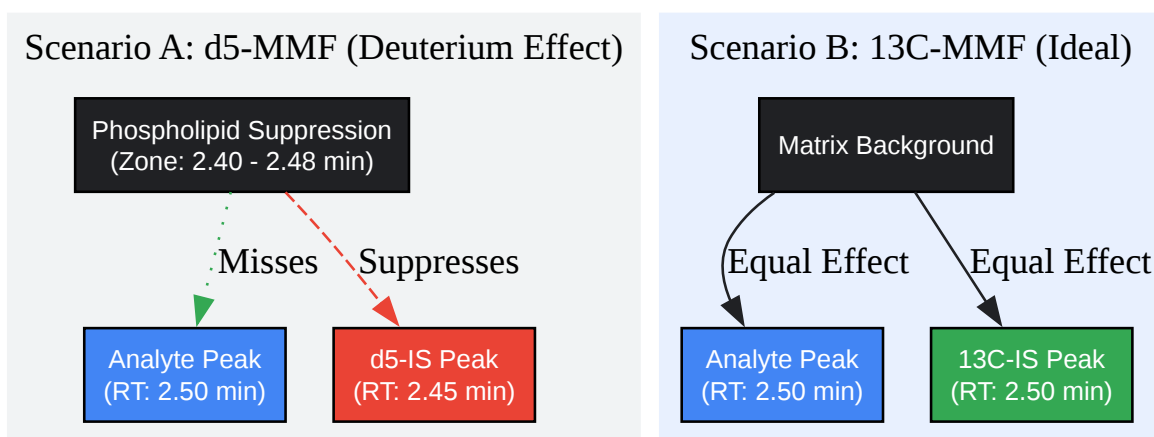 Scenario A: d5-MMF (Deuterium Effect)
Phospholipid Suppression
(Zone: 2.40 - 2.48 min)
Misses
Suppresses
Analyte Peak
(RT: 2.50 min)
d5-IS Peak
(RT: 2.45 min)
Scenario B: 13C-MMF (Ideal)
Matrix Background
Equal Effect
Equal Effect
Analyte Peak
(RT: 2.50 min)
13C-IS Peak
(RT: 2.50 min)